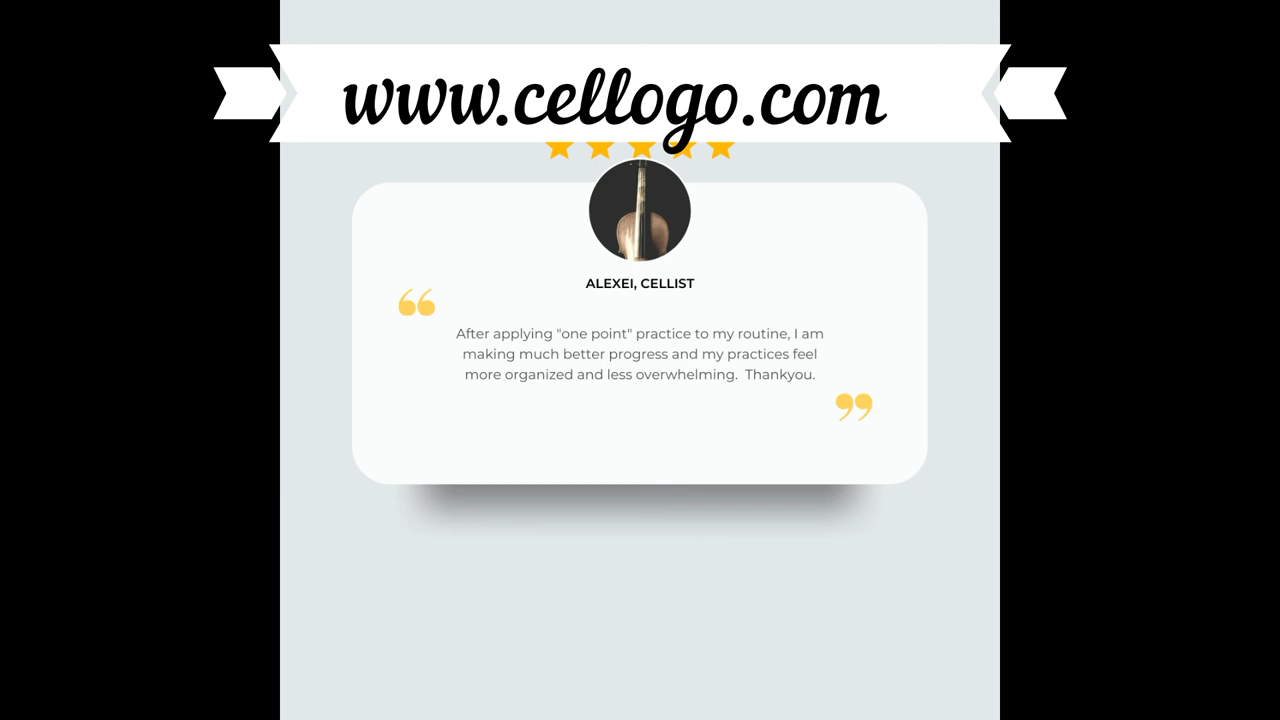 www.cellogo.com
ALEXEI, CELLIST
“
After applying "one point" practice to my routine, I am
making much better progress and my practices feel
more organized and less overwhelming.  Thankyou.
”